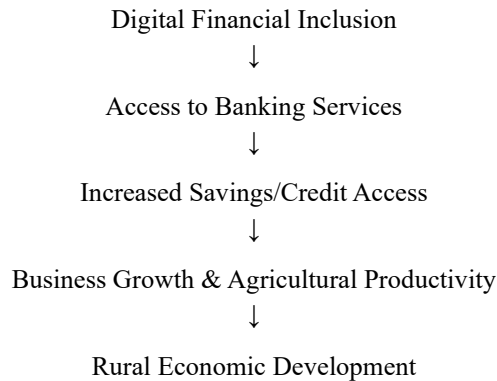 Digital Financial Inclusion
↓
Access to Banking Services
↓
Increased Savings/Credit Access
↓
Business Growth & Agricultural Productivity
↓
Rural Economic Development